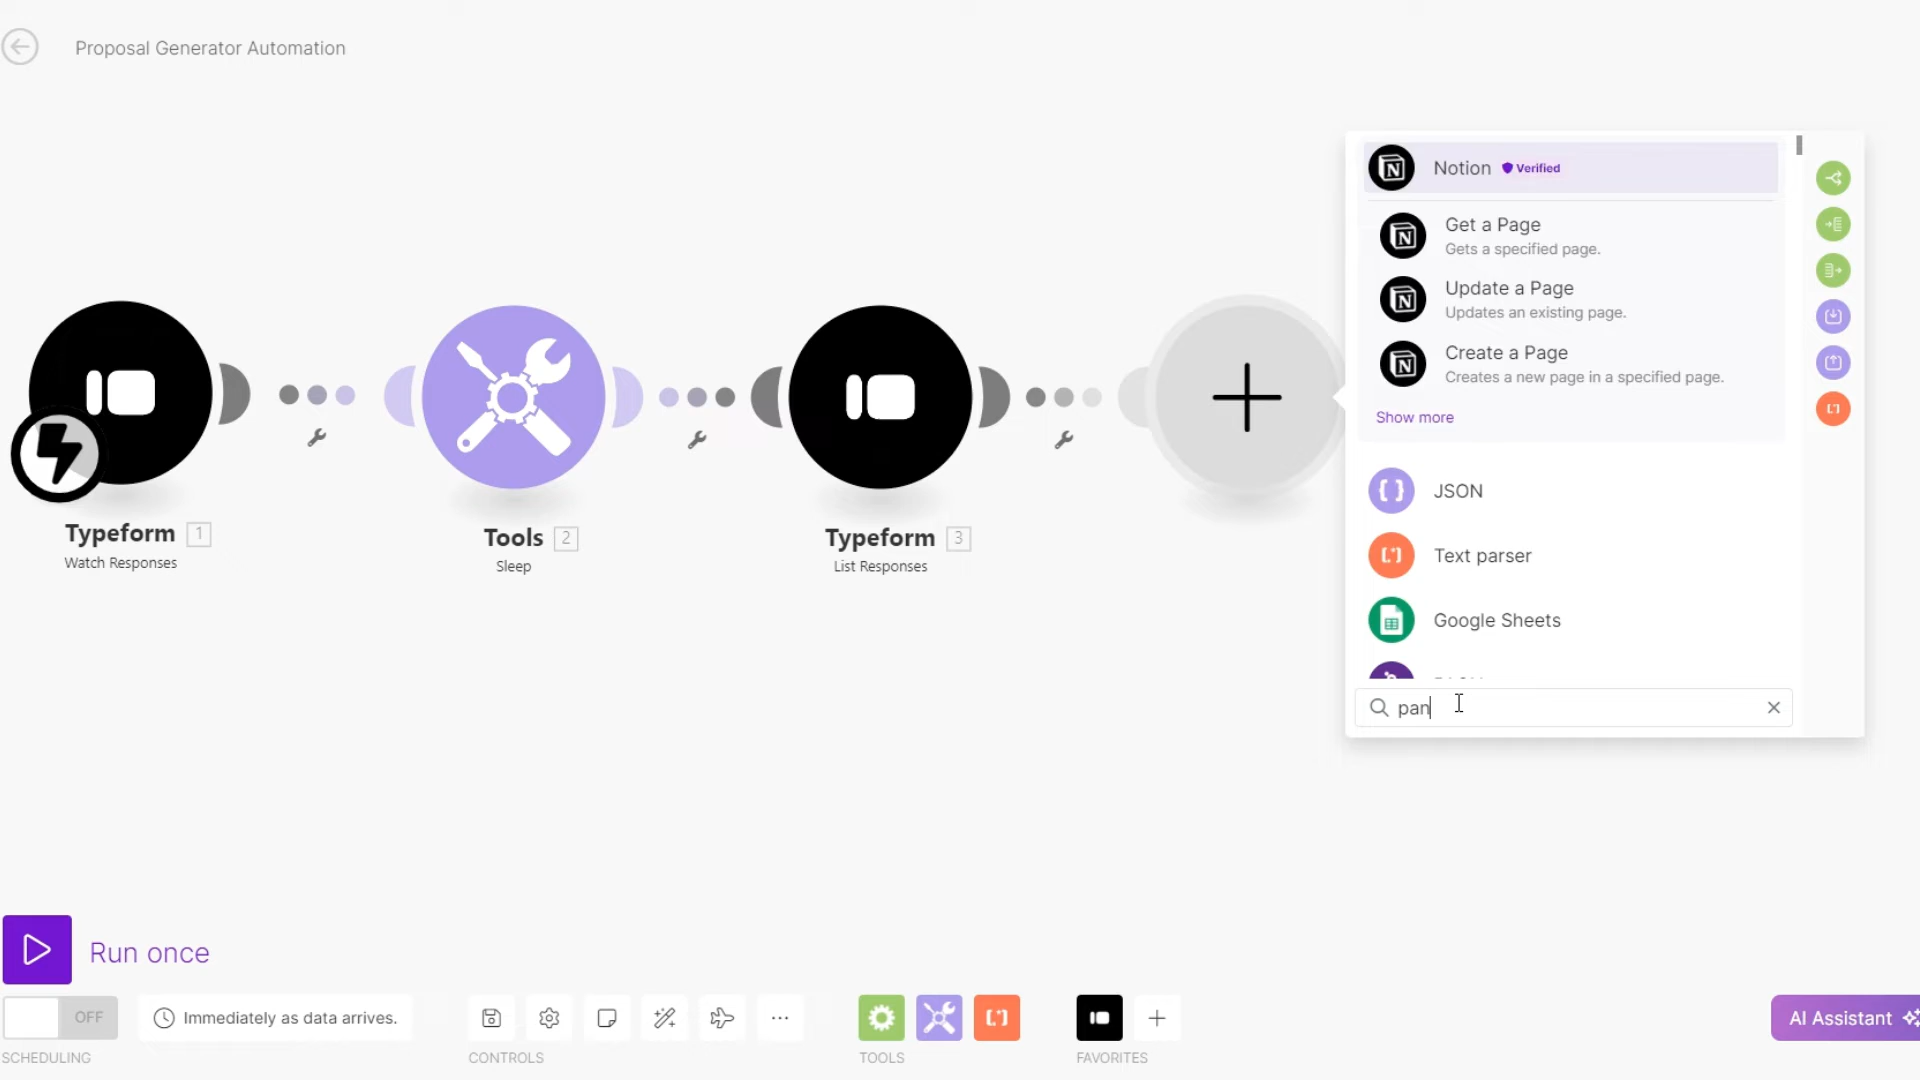 Proposal Generator Automation
Notion Verified
Get a Page
Gets a specified page.
Update a Page
Updates an existing page.
Create a Page
Creates a new page in a specified page.
Show more
JSON
Text parser
Google Sheets
pan
Typeform 1
Watch Responses
Tools 2
Sleep
Typeform 3
List Responses
Run once
OFF
Immediately as data arrives.
SCHEDULING
CONTROLS
TOOLS
FAVORITES
AI Assistant